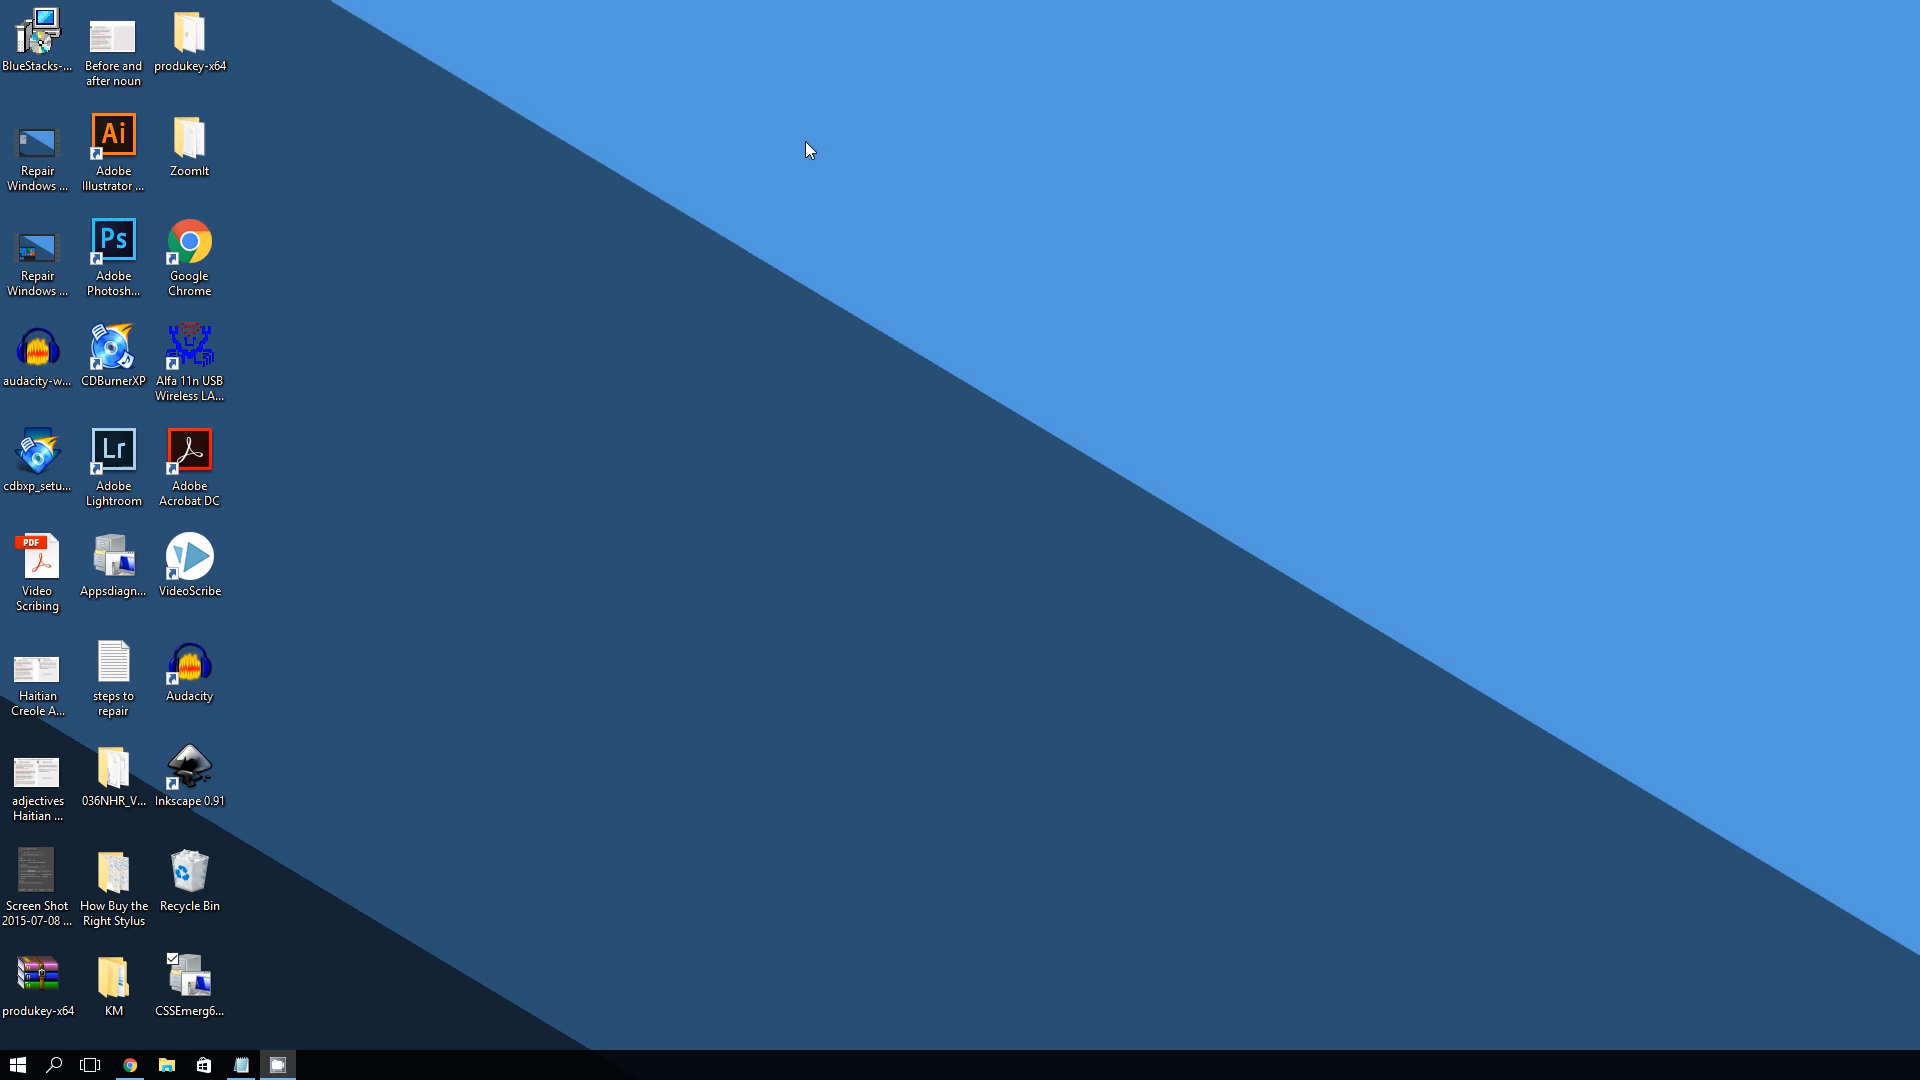 BlueStacks-...
Before and
after noun
produkey-x64
Repair
Windows ...
Ai
Adobe
Illustrator ...
ZoomIt
Repair
Windows ...
Ps
Adobe
Photosh...
Google
Chrome
audacity-w...
CDBurnerXP
Alfa 11n USB
Wireless LA...
cdbxp_setu...
Lr
Adobe
Lightroom
Adobe
Acrobat DC
PDF
Video
Scribing
Appsdiagn...
VideoScribe
Haitian
Creole A...
steps to
repair
Audacity
adjectives
Haitian ...
036NHR_V...
Inkscape 0.91
Screen Shot
2015-07-08 ...
How Buy the
Right Stylus
Recycle Bin
produkey-x64
KM
CSSEmerg6...